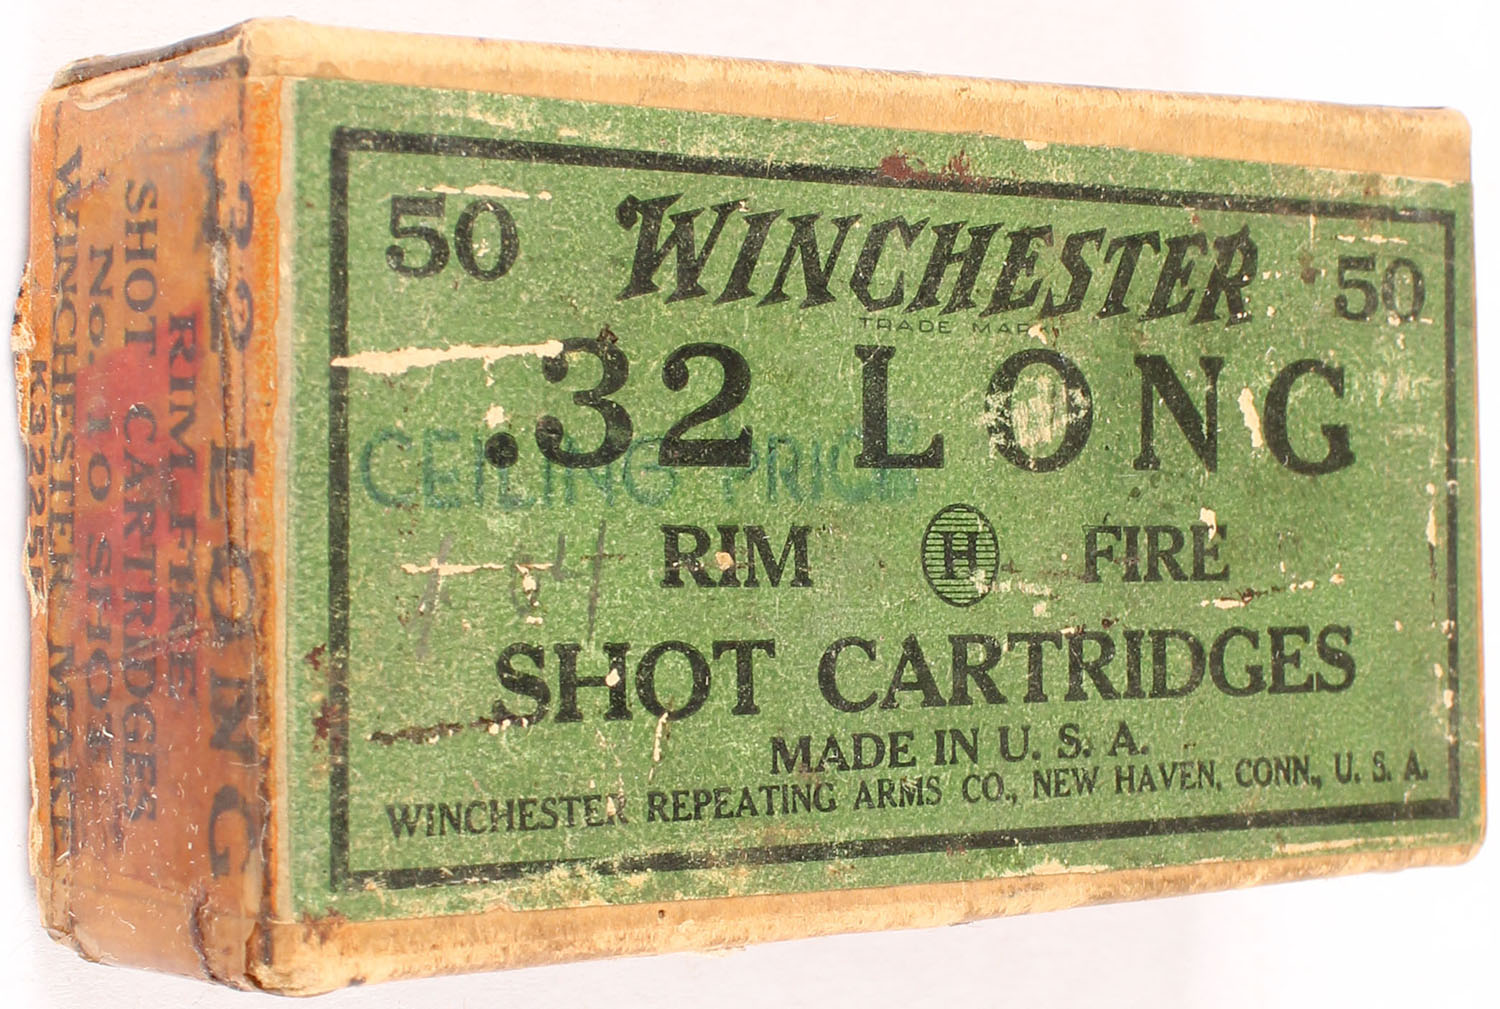 50 WINCHESTER 50
TRADE MARK
.32 LONG
CEILING PRICE
RIM H FIRE
SHOT CARTRIDGES
MADE IN U. S. A.
WINCHESTER REPEATING ARMS CO., NEW HAVEN, CONN., U. S. A.
.32 LONG
RIM FIRE
SHOT CARTRIDGES
No. 10 SHOT
WINCHESTER MAKE